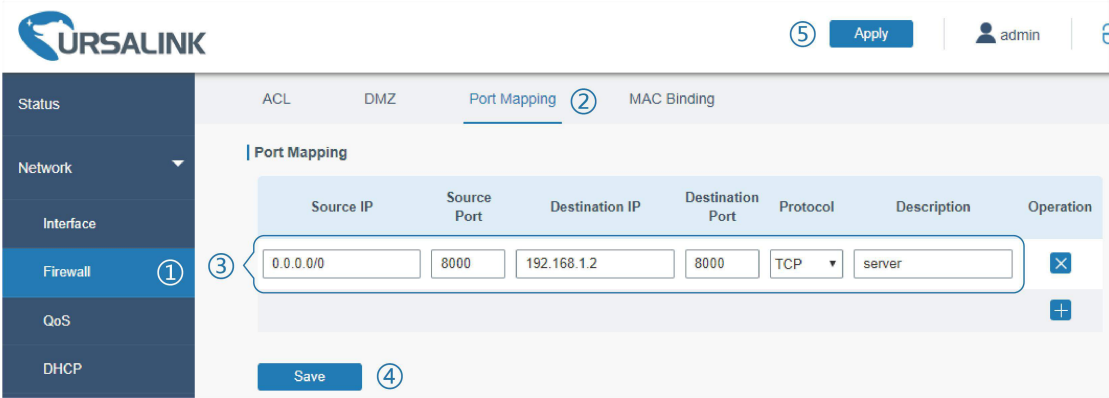 URSALINK
⑤ Apply admin
Status
ACL DMZ Port Mapping ② MAC Binding
Network
Port Mapping
Source IP Source Port Destination IP Destination Port Protocol Description Operation
Interface
Firewall ①
③ 0.0.0.0/0 8000 192.168.1.2 8000 TCP server
QoS
DHCP
Save ④